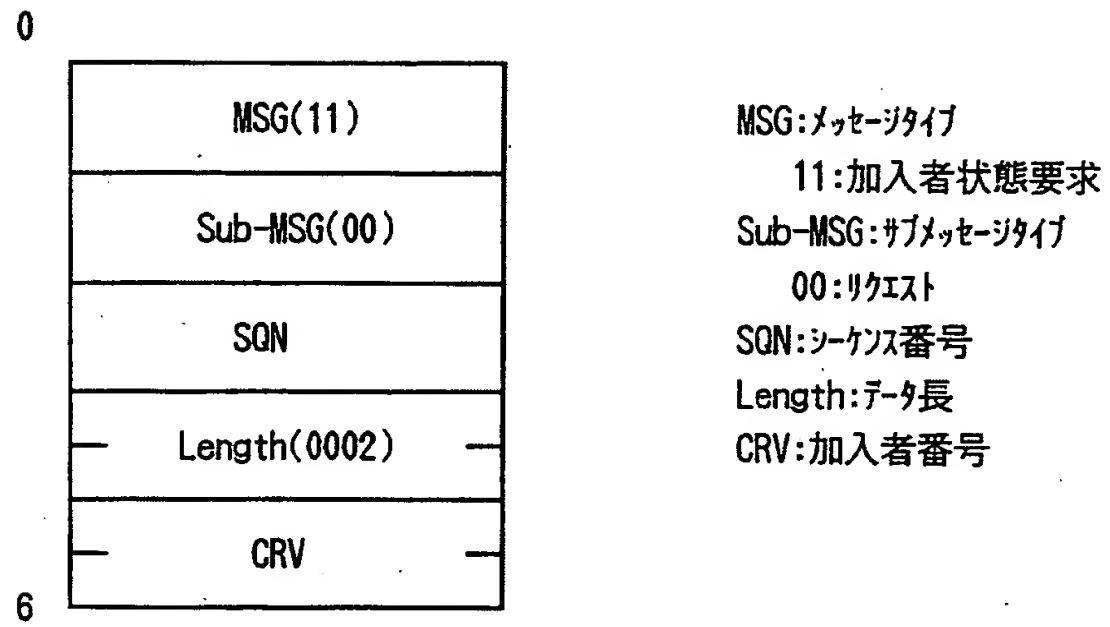 0
MSG(11)
Sub-MSG(00)
SQN
Length(0002)
CRV
6
MSG:ﾒｯｾｰｼﾞﾀｲﾌﾟ
11:加入者状態要求
Sub-MSG:ｻﾌﾞﾒｯｾｰｼﾞﾀｲﾌﾟ
00:ﾘｸｴｽﾄ
SQN:ｼｰｹﾝｽ番号
Length:ﾃﾞｰﾀ長
CRV:加入者番号